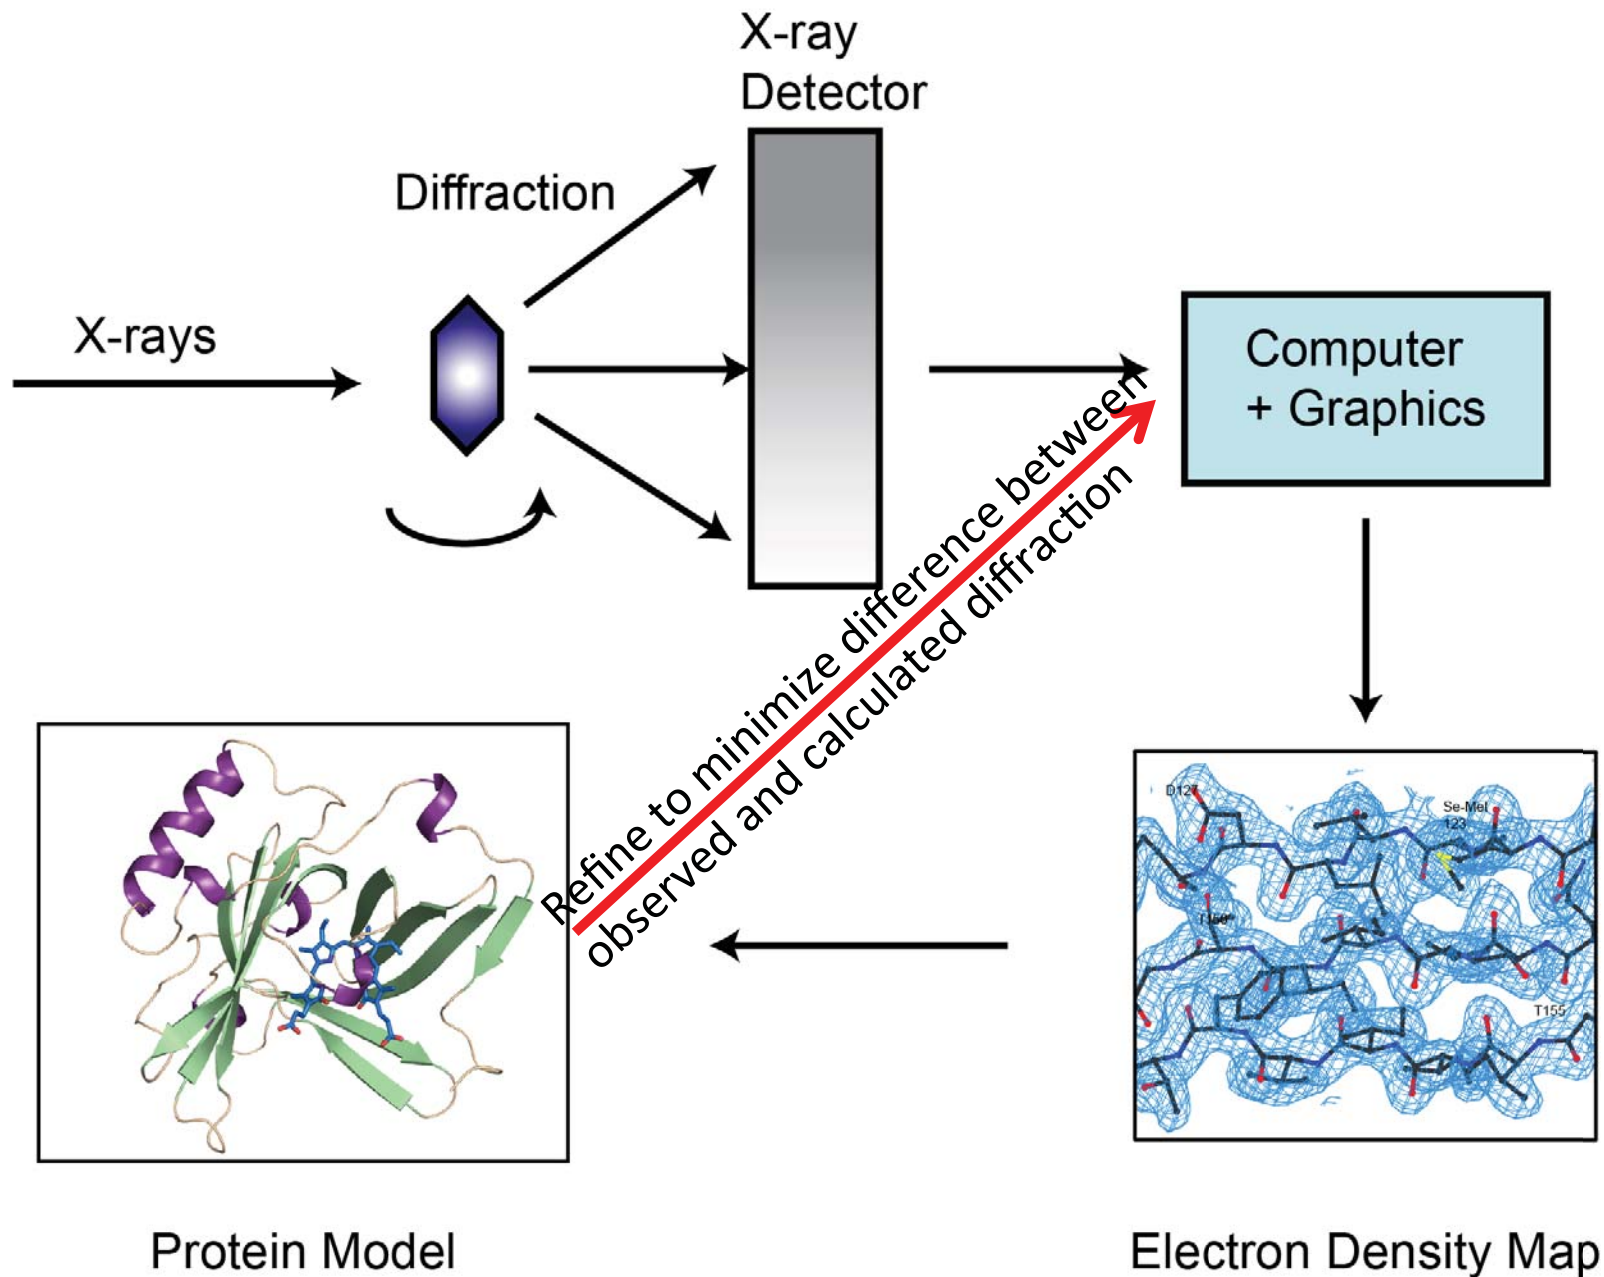 X-ray
Detector
Diffraction
X-rays
Computer
+ Graphics
Refine to minimize difference between
observed and calculated diffraction
D127
Se-Met
123
T155
Protein Model
Electron Density Map